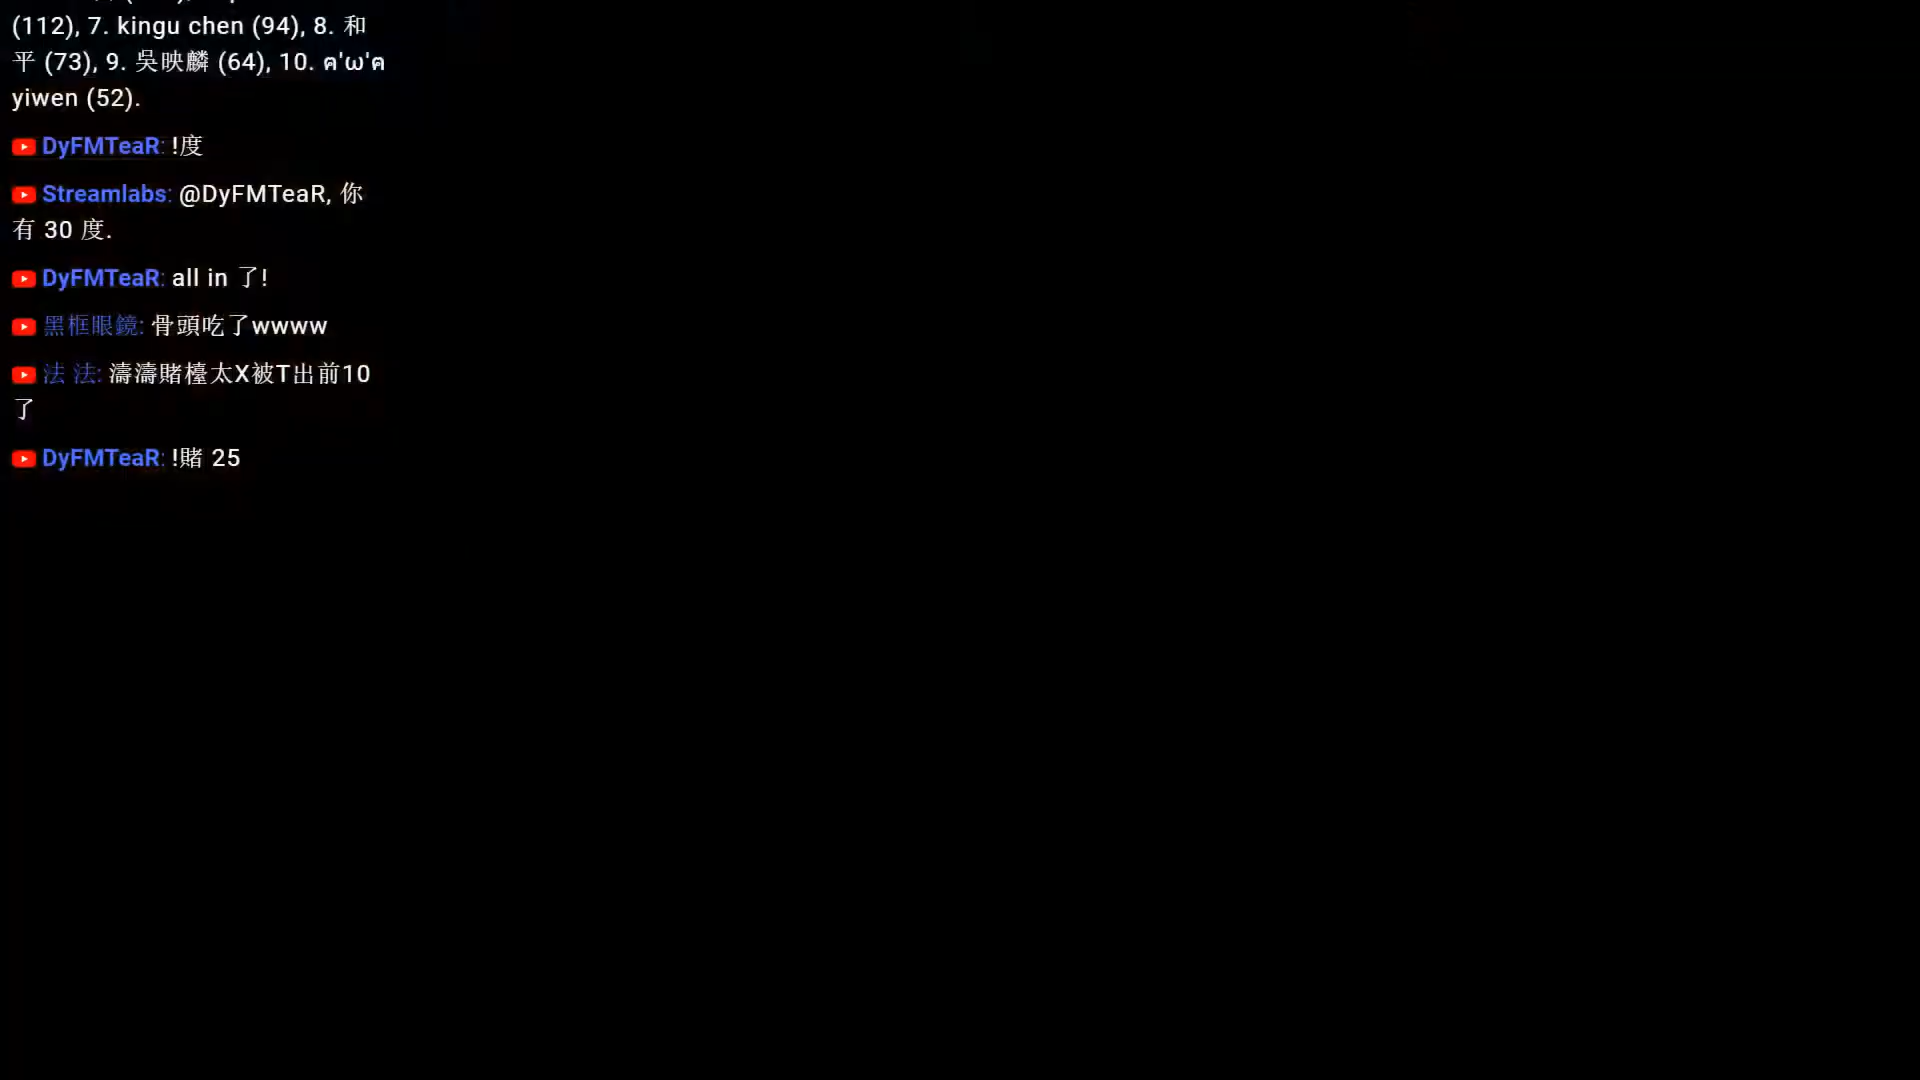 (112), 7. kingu chen (94), 8. 和
平 (73), 9. 吳映麟 (64), 10. ฅ'ω'ฅ
yiwen (52).
DyFMTeaR: !度
Streamlabs: @DyFMTeaR, 你
有 30 度.
DyFMTeaR: all in 了!
黑框眼鏡: 骨頭吃了wwww
法 法: 濤濤賭檯太X被T出前10
了
DyFMTeaR: !賭 25